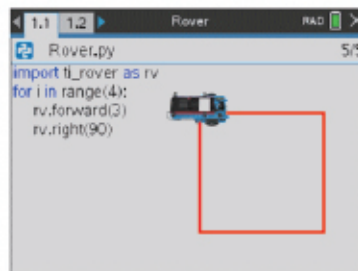 1.1 1.2 Rover RAD
Rover.py 5/5
import ti_rover as rv
for i in range(4):
rv.forward(3)
rv.right(90)